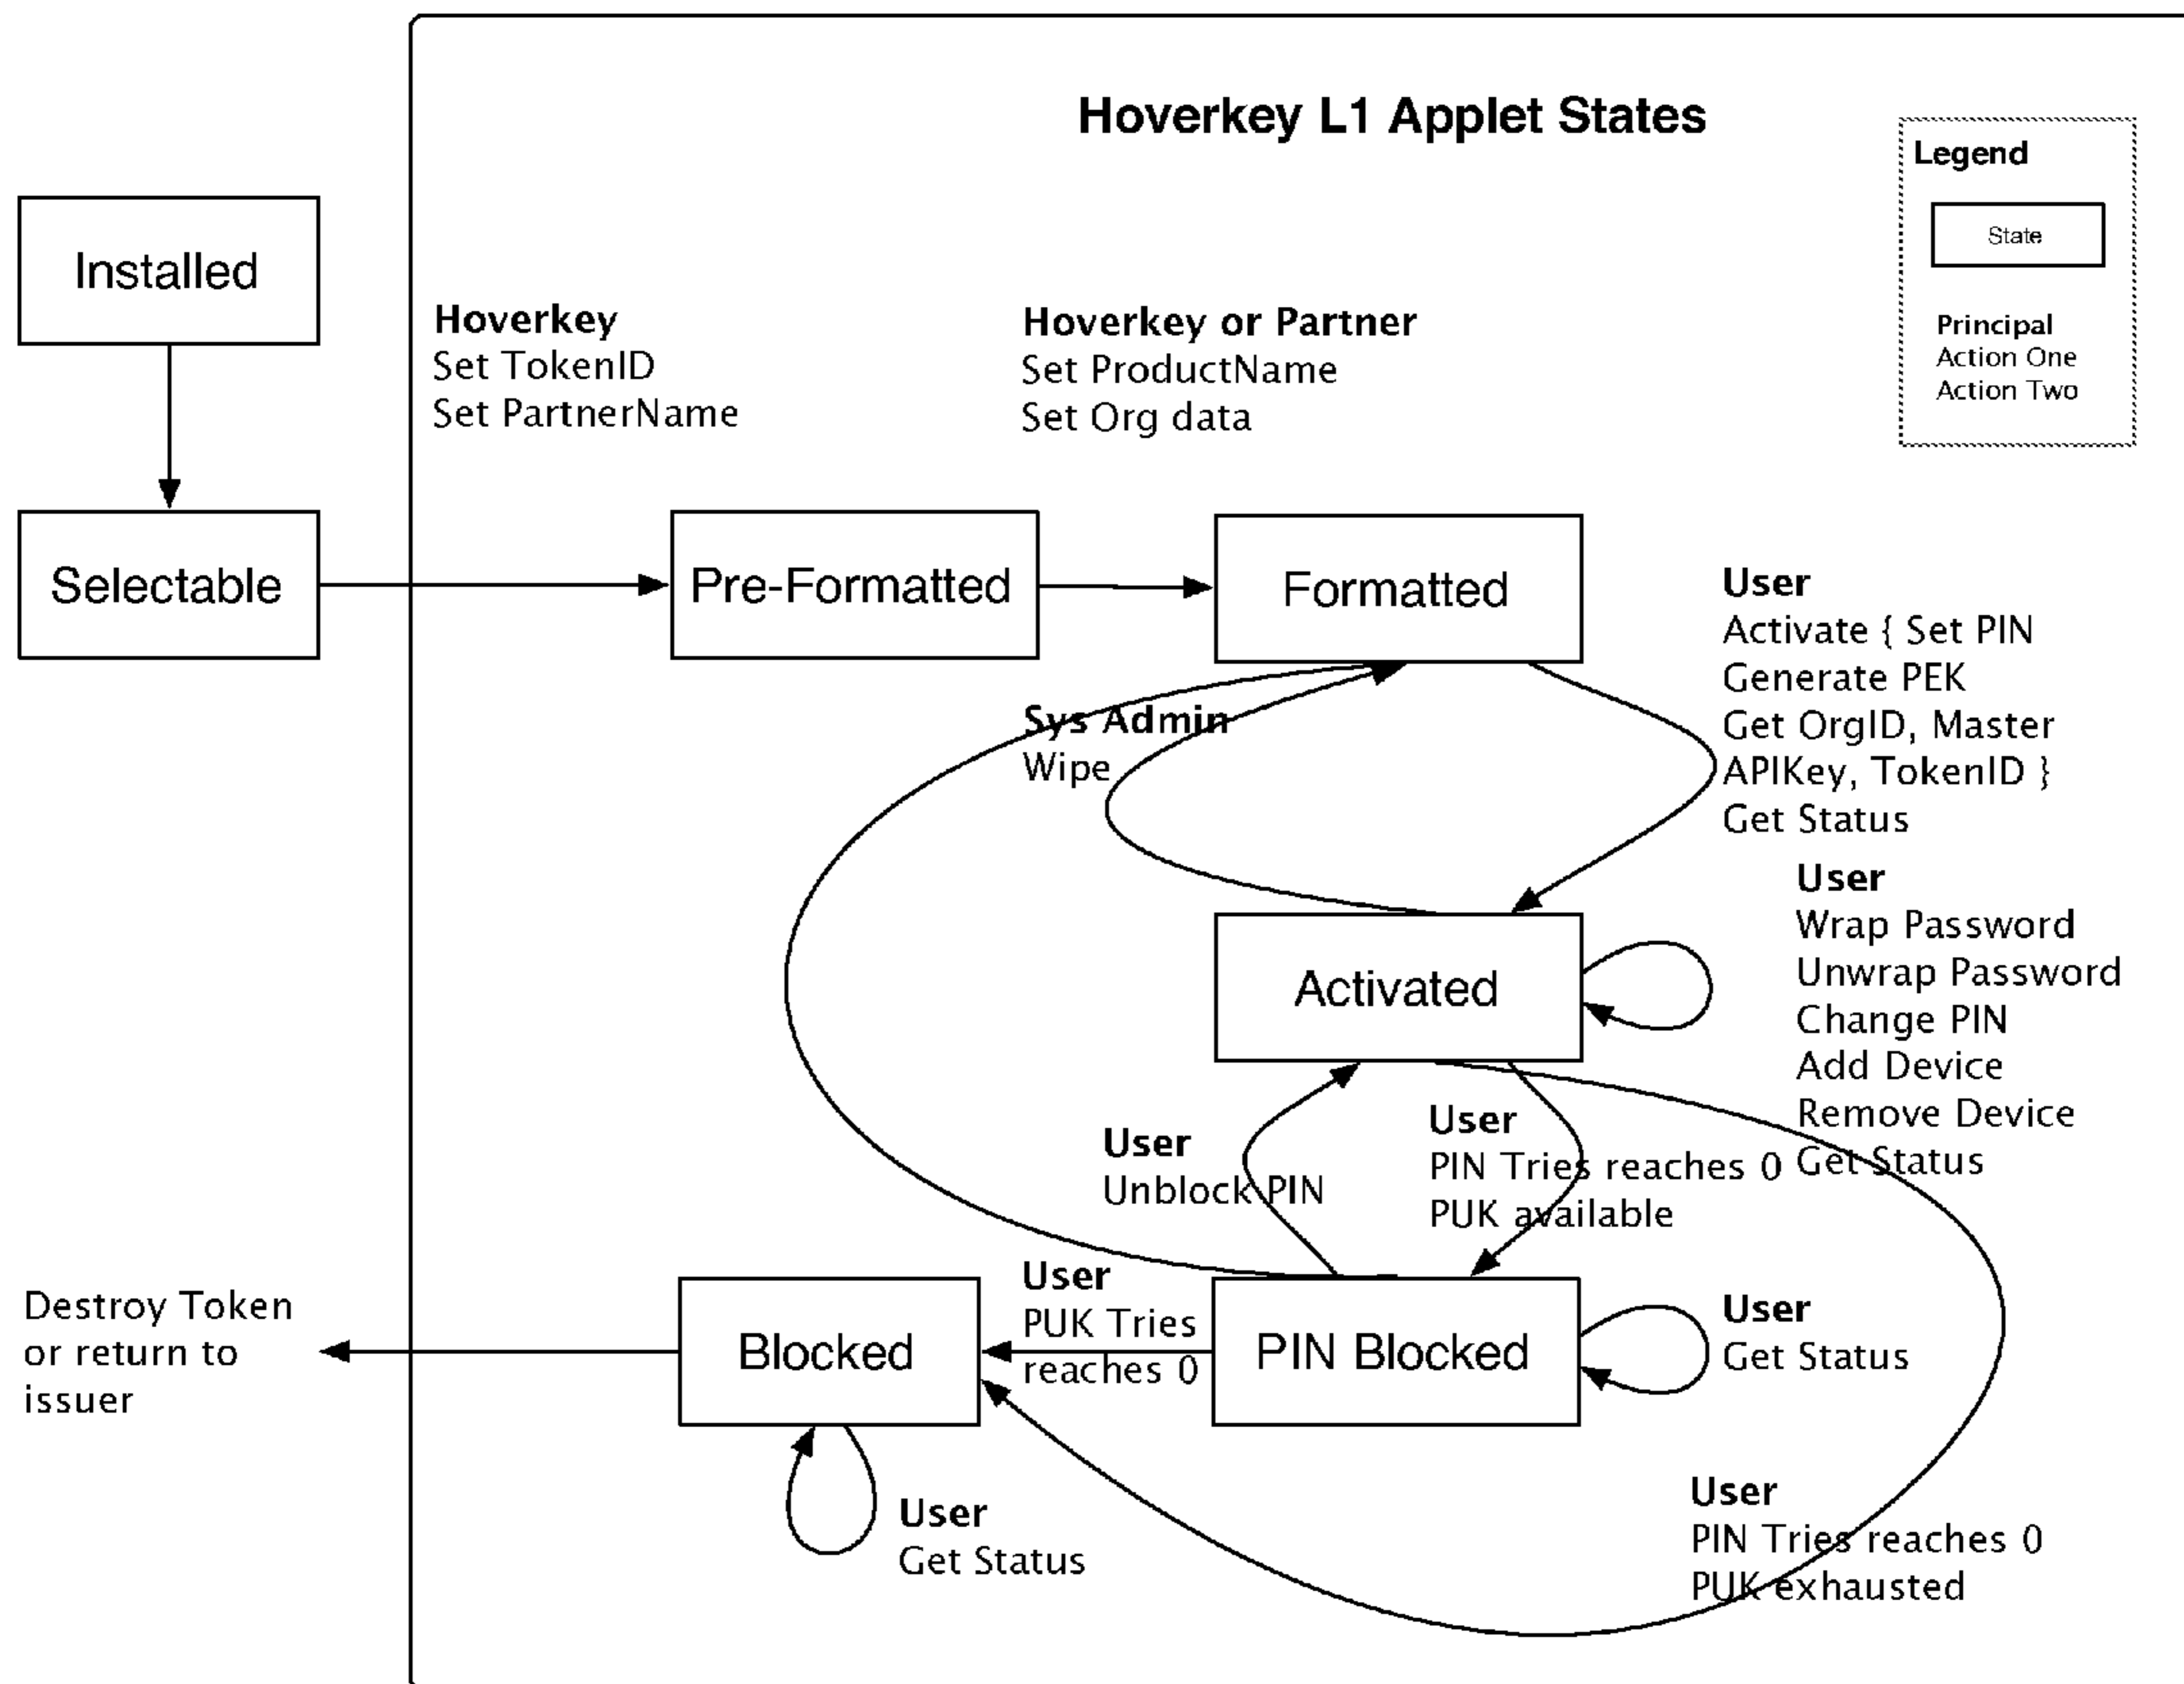 Hoverkey L1 Applet States
Legend
State
Principal
Action One
Action Two
Installed
Hoverkey
Set TokenID
Set PartnerName
Hoverkey or Partner
Set ProductName
Set Org data
Selectable
Pre-Formatted
Formatted
User
Activate { Set PIN
Generate PEK
Get OrgID, Master
APIKey, TokenID }
Get Status
Sys Admin
Wipe
Activated
User
Wrap Password
Unwrap Password
Change PIN
Add Device
Remove Device
Get Status
User
Unblock PIN
User
PIN Tries reaches 0
PUK available
Destroy Token
or return to
issuer
Blocked
User
PUK Tries
reaches 0
PIN Blocked
User
Get Status
User
Get Status
User
PIN Tries reaches 0
PUK exhausted